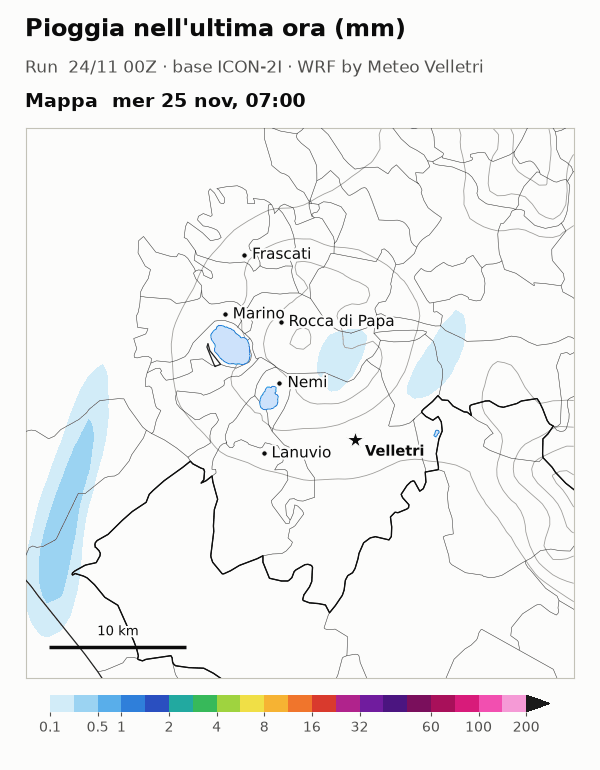 Pioggia nell'ultima ora (mm)
Run  24/11 00Z · base ICON-2I · WRF by Meteo Velletri
Mappa  mer 25 nov, 07:00
Frascati
Marino
Rocca di Papa
Nemi
Velletri
Lanuvio
10 km
0.1 0.5 1 2 4 8 16 32 60 100 200